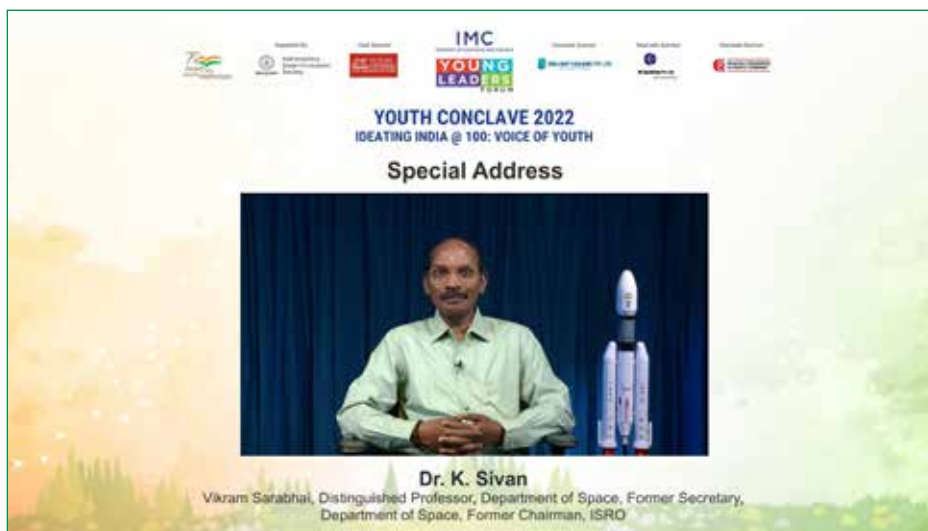 IMC
YOUNG
LEADERS
FORUM
YOUTH CONCLAVE 2022
IDEATING INDIA @ 100: VOICE OF YOUTH
Special Address
Dr. K. Sivan
Vikram Sarabhai, Distinguished Professor, Department of Space, Former Secretary,
Department of Space, Former Chairman, ISRO